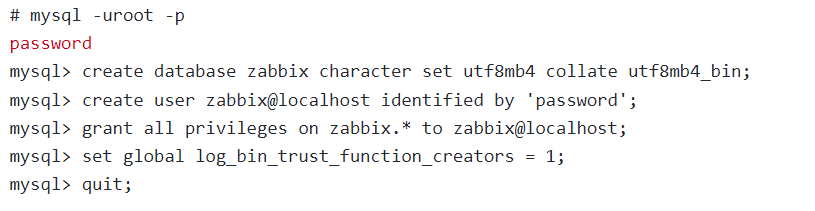 # mysql -uroot -p
password
mysql> create database zabbix character set utf8mb4 collate utf8mb4_bin;
mysql> create user zabbix@localhost identified by 'password';
mysql> grant all privileges on zabbix.* to zabbix@localhost;
mysql> set global log_bin_trust_function_creators = 1;
mysql> quit;